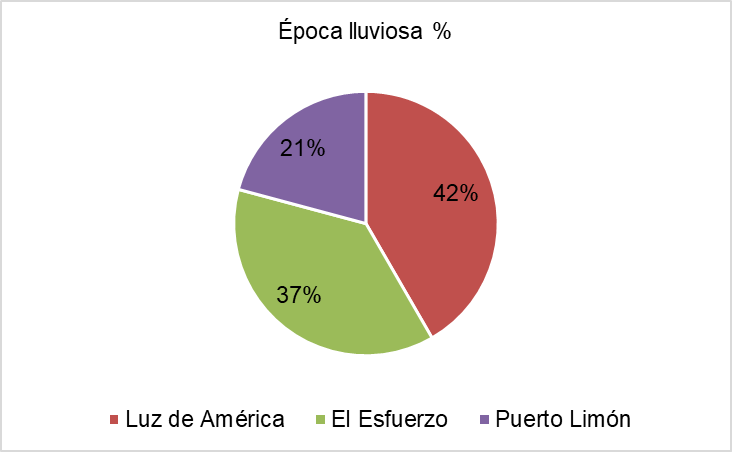 Época lluviosa %
21%
42%
37%
Luz de América
El Esfuerzo
Puerto Limón